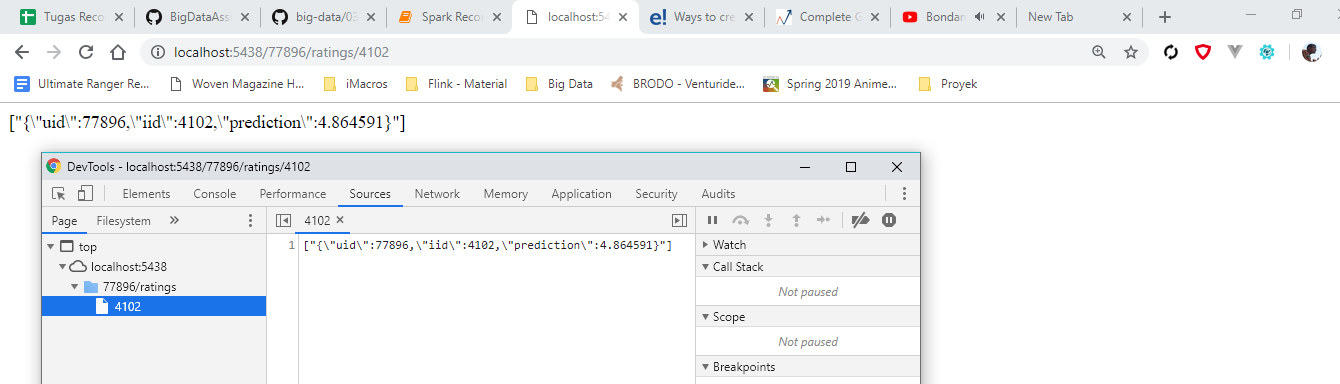 Tugas Reco
BigDataAss
big-data/03
Spark Reco
localhost:54
Ways to cre
Complete G
Bondan
New Tab
localhost:5438/77896/ratings/4102
Ultimate Ranger Re...
Woven Magazine H...
iMacros
Flink - Material
Big Data
BRODO - Venturide...
Spring 2019 Anime...
Proyek
["{\"uid\":77896,\"iid\":4102,\"prediction\":4.864591}"]
DevTools - localhost:5438/77896/ratings/4102
Elements Console Performance Sources Network Memory Application Security Audits
Page Filesystem »
4102
1 ["{\"uid\":77896,\"iid\":4102,\"prediction\":4.864591}"]
top
localhost:5438
77896/ratings
4102
Watch
Call Stack
Not paused
Scope
Not paused
Breakpoints